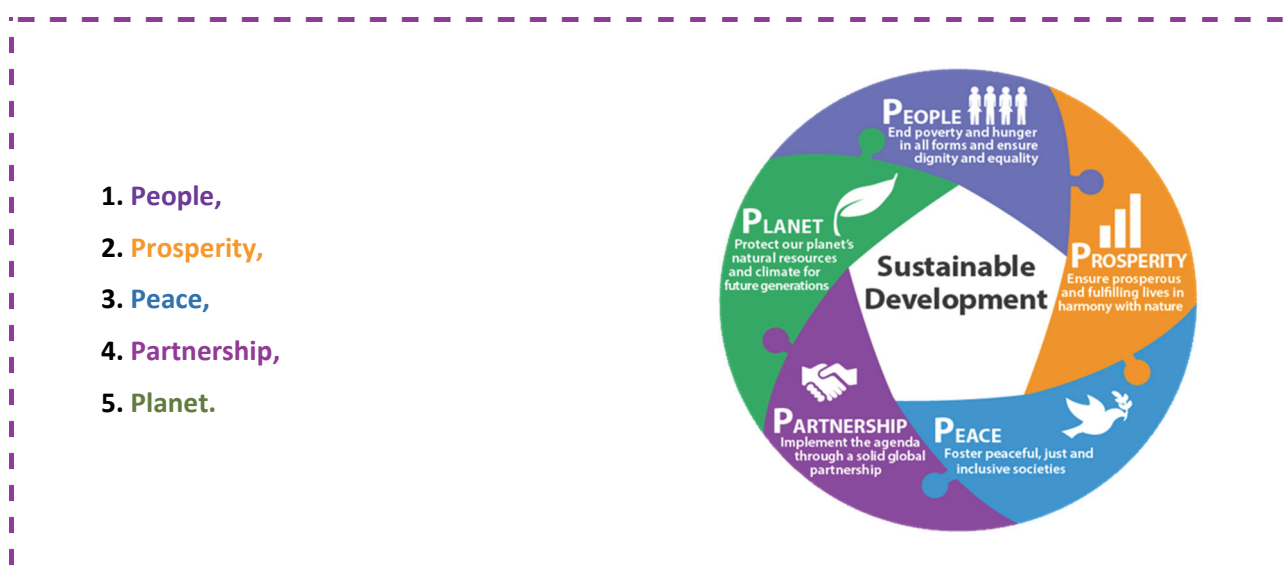 1. People,
2. Prosperity,
3. Peace,
4. Partnership,
5. Planet.
PEOPLE
End poverty and hunger
in all forms and ensure
dignity and equality
PROSPERITY
Ensure prosperous
and fulfilling lives in
harmony with nature
PEACE
Foster peaceful, just and
inclusive societies
PARTNERSHIP
Implement the agenda
through a solid global
partnership
PLANET
Protect our planet's
natural resources
and climate for
future generations
Sustainable
Development